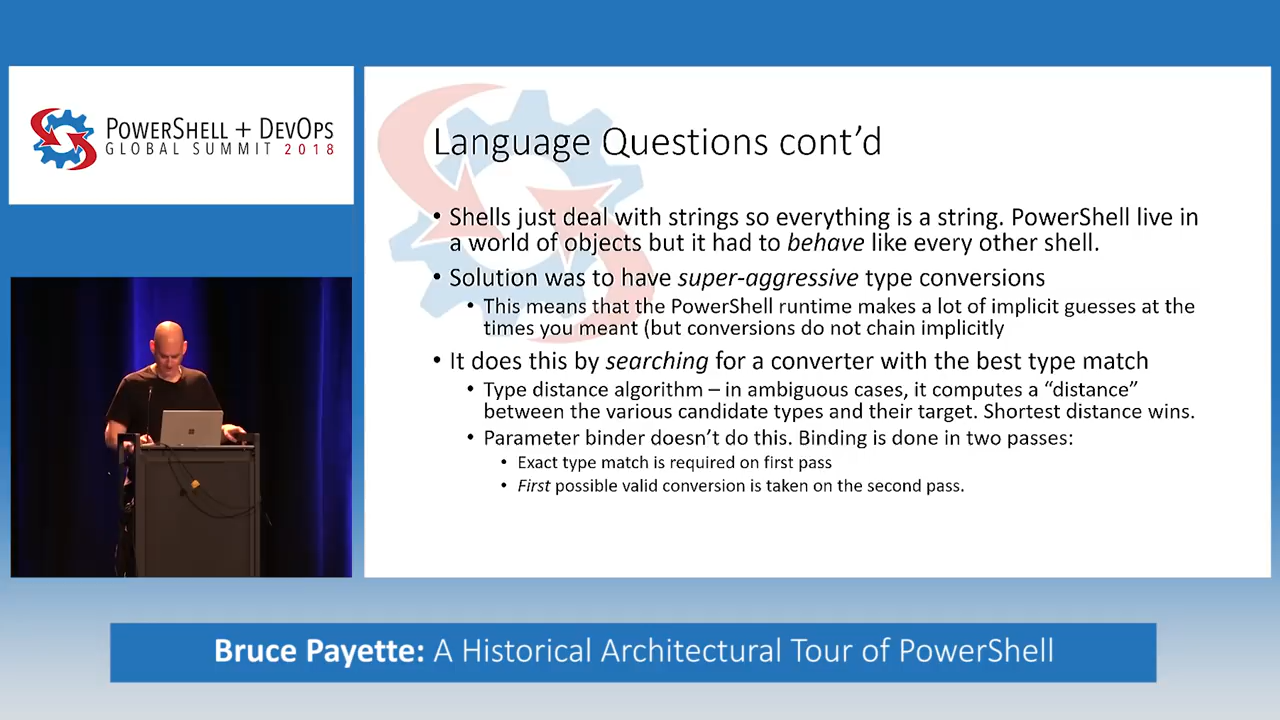 POWERSHELL + DEVOPS
GLOBAL SUMMIT 2018
Language Questions cont’d
• Shells just deal with strings so everything is a string. PowerShell live in
a world of objects but it had to behave like every other shell.
• Solution was to have super-aggressive type conversions
• This means that the PowerShell runtime makes a lot of implicit guesses at the
times you meant (but conversions do not chain implicitly
• It does this by searching for a converter with the best type match
• Type distance algorithm – in ambiguous cases, it computes a “distance”
between the various candidate types and their target. Shortest distance wins.
• Parameter binder doesn’t do this. Binding is done in two passes:
• Exact type match is required on first pass
• First possible valid conversion is taken on the second pass.
Bruce Payette: A Historical Architectural Tour of PowerShell